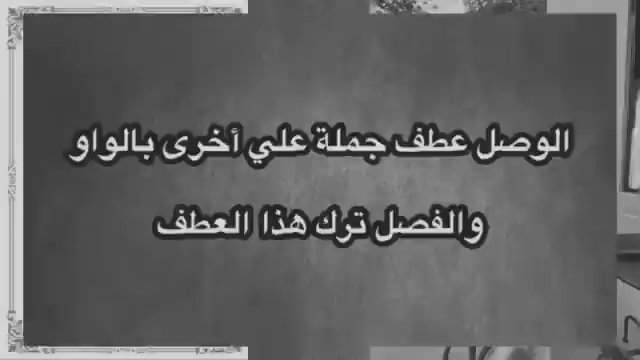 الوصل عطف جملة علي أخرى بالواو
والفصل ترك هذا العطف